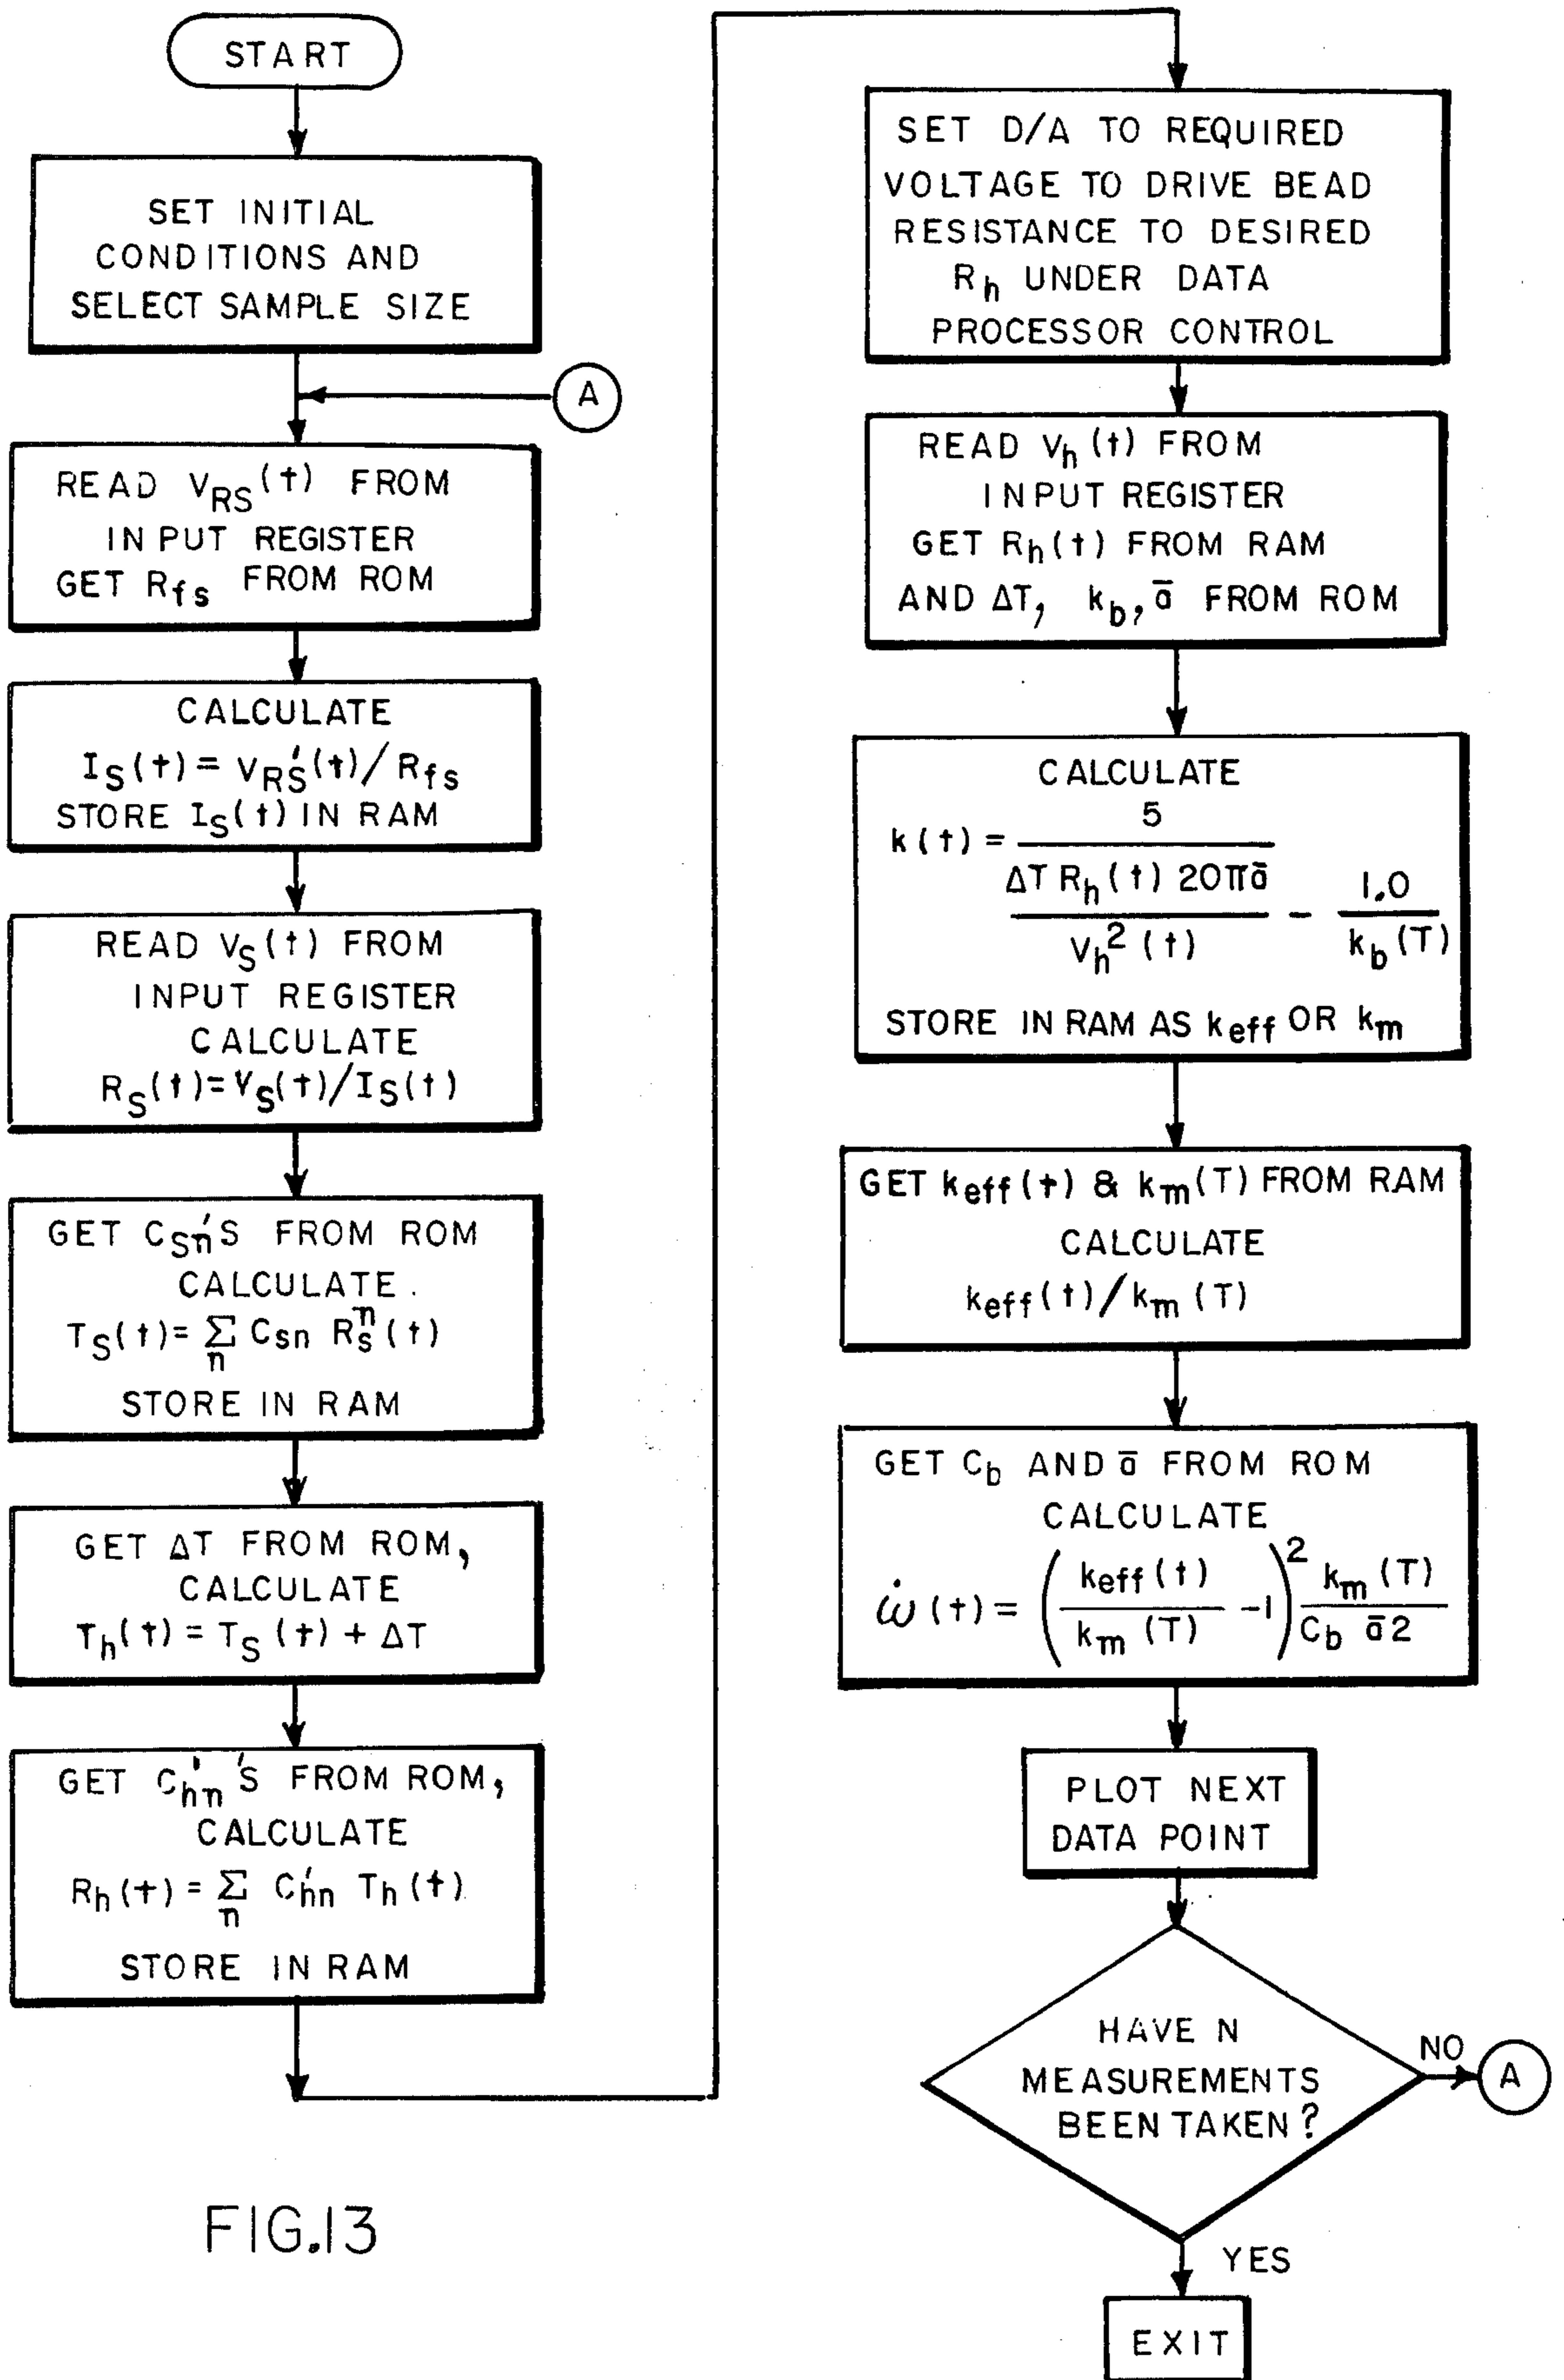 START
SET INITIAL
CONDITIONS AND
SELECT SAMPLE SIZE
A
READ V_RS(t) FROM
INPUT REGISTER
GET R_fs FROM ROM
CALCULATE
I_S(t) = V_RS'(t)/R_fs
STORE I_S(t) IN RAM
READ V_S(t) FROM
INPUT REGISTER
CALCULATE
R_S(t)=V_S(t)/I_S(t)
GET C_Sn'S FROM ROM
CALCULATE.
T_S(t)= Σ_n C_sn R_s^n(t)
STORE IN RAM
GET ΔT FROM ROM,
CALCULATE
T_h(t) = T_S(t) + ΔT
GET C'_hn'S FROM ROM,
CALCULATE
R_h(t) = Σ_n C'_hn T_h(t)
STORE IN RAM
FIG.13
SET D/A TO REQUIRED
VOLTAGE TO DRIVE BEAD
RESISTANCE TO DESIRED
R_h UNDER DATA
PROCESSOR CONTROL
READ V_h(t) FROM
INPUT REGISTER
GET R_h(t) FROM RAM
AND ΔT, k_b, ā FROM ROM
CALCULATE
5
k(t) =
ΔT R_h(t) 20πā
1.0
V_h²(t) - k_b(T)
STORE IN RAM AS k_eff OR k_m
GET k_eff(t) & k_m(T) FROM RAM
CALCULATE
k_eff(t)/k_m(T)
GET C_b AND ā FROM ROM
CALCULATE
ω̇(t) = (k_eff(t)/k_m(T) -1)² k_m(T)/C_b ā2
PLOT NEXT
DATA POINT
HAVE N
MEASUREMENTS
BEEN TAKEN?
NO
A
YES
EXIT